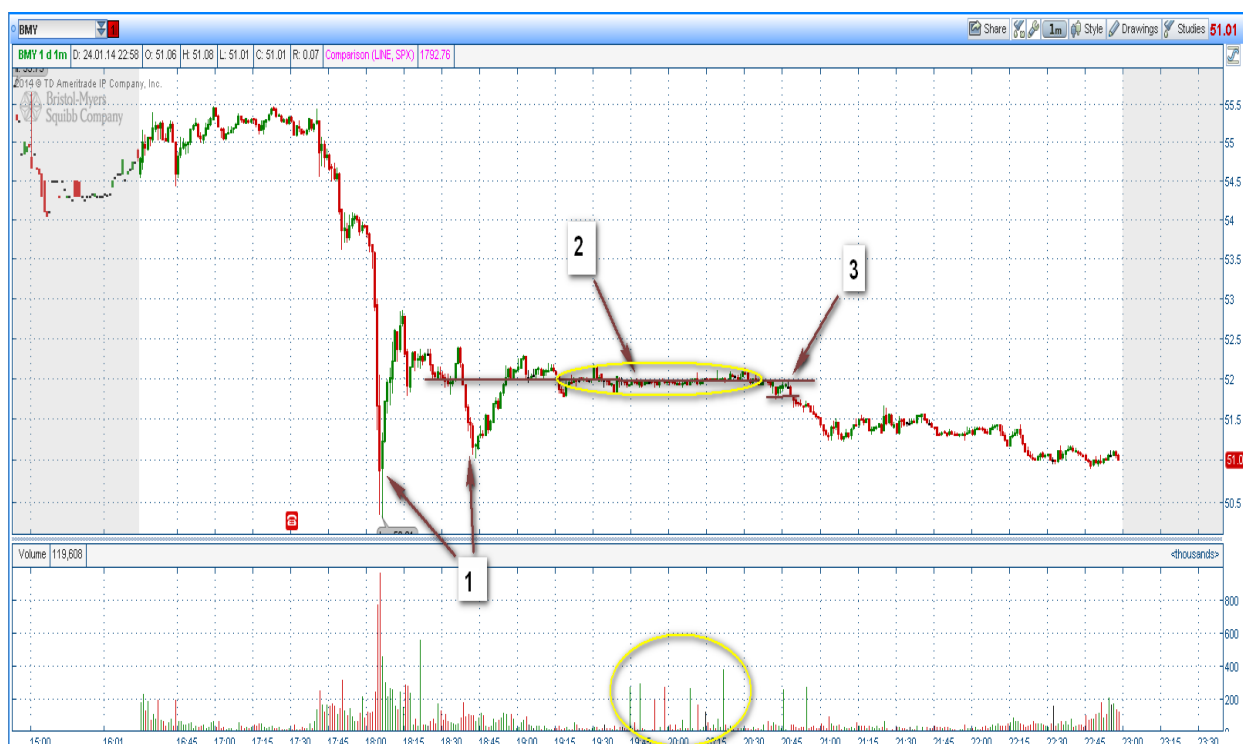 BMY 1
Share 1m Style Drawings Studies 51.01
BMY 1 d 1m D: 24.01.14 22:58 O: 51.06 H: 51.08 L: 51.01 C: 51.01 R: 0.07 Comparison (LINE, SPX) 1792.76
2014 © TD Ameritrade IP Company, Inc.
Bristol-Myers
Squibb Company
55.5
55
54.5
54
53.5
53
52.5
52
51.5
51
50.5
2
3
1
Volume 119,608 <thousands>
800
600
400
200
0
15:00 16:01 16:45 17:00 17:15 17:30 17:45 18:00 18:15 18:30 18:45 19:00 19:15 19:30 19:45 20:00 20:15 20:30 20:45 21:00 21:15 21:30 21:45 22:00 22:15 22:30 22:45 23:00 23:15 23:30